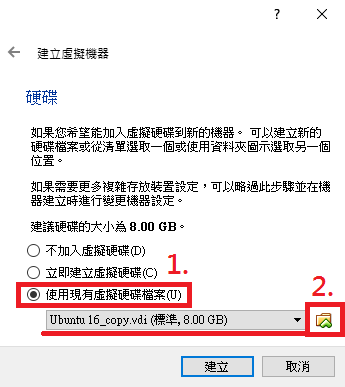 建立虛擬機器
硬碟
如果您希望能加入虛擬硬碟到新的機器。可以建立新的
硬碟檔案或從清單選取一個或使用資料夾圖示選取另一個
位置。
如果需要更多複雜存放裝置設定，可以略過此步驟並在機
器建立時進行變更機器設定。
建議硬碟的大小為 8.00 GB。
不加入虛擬硬碟(D)
立即建立虛擬硬碟(C)
1.
使用現有虛擬硬碟檔案(U)
2.
Ubuntu 16_copy.vdi (標準, 8.00 GB)
建立
取消